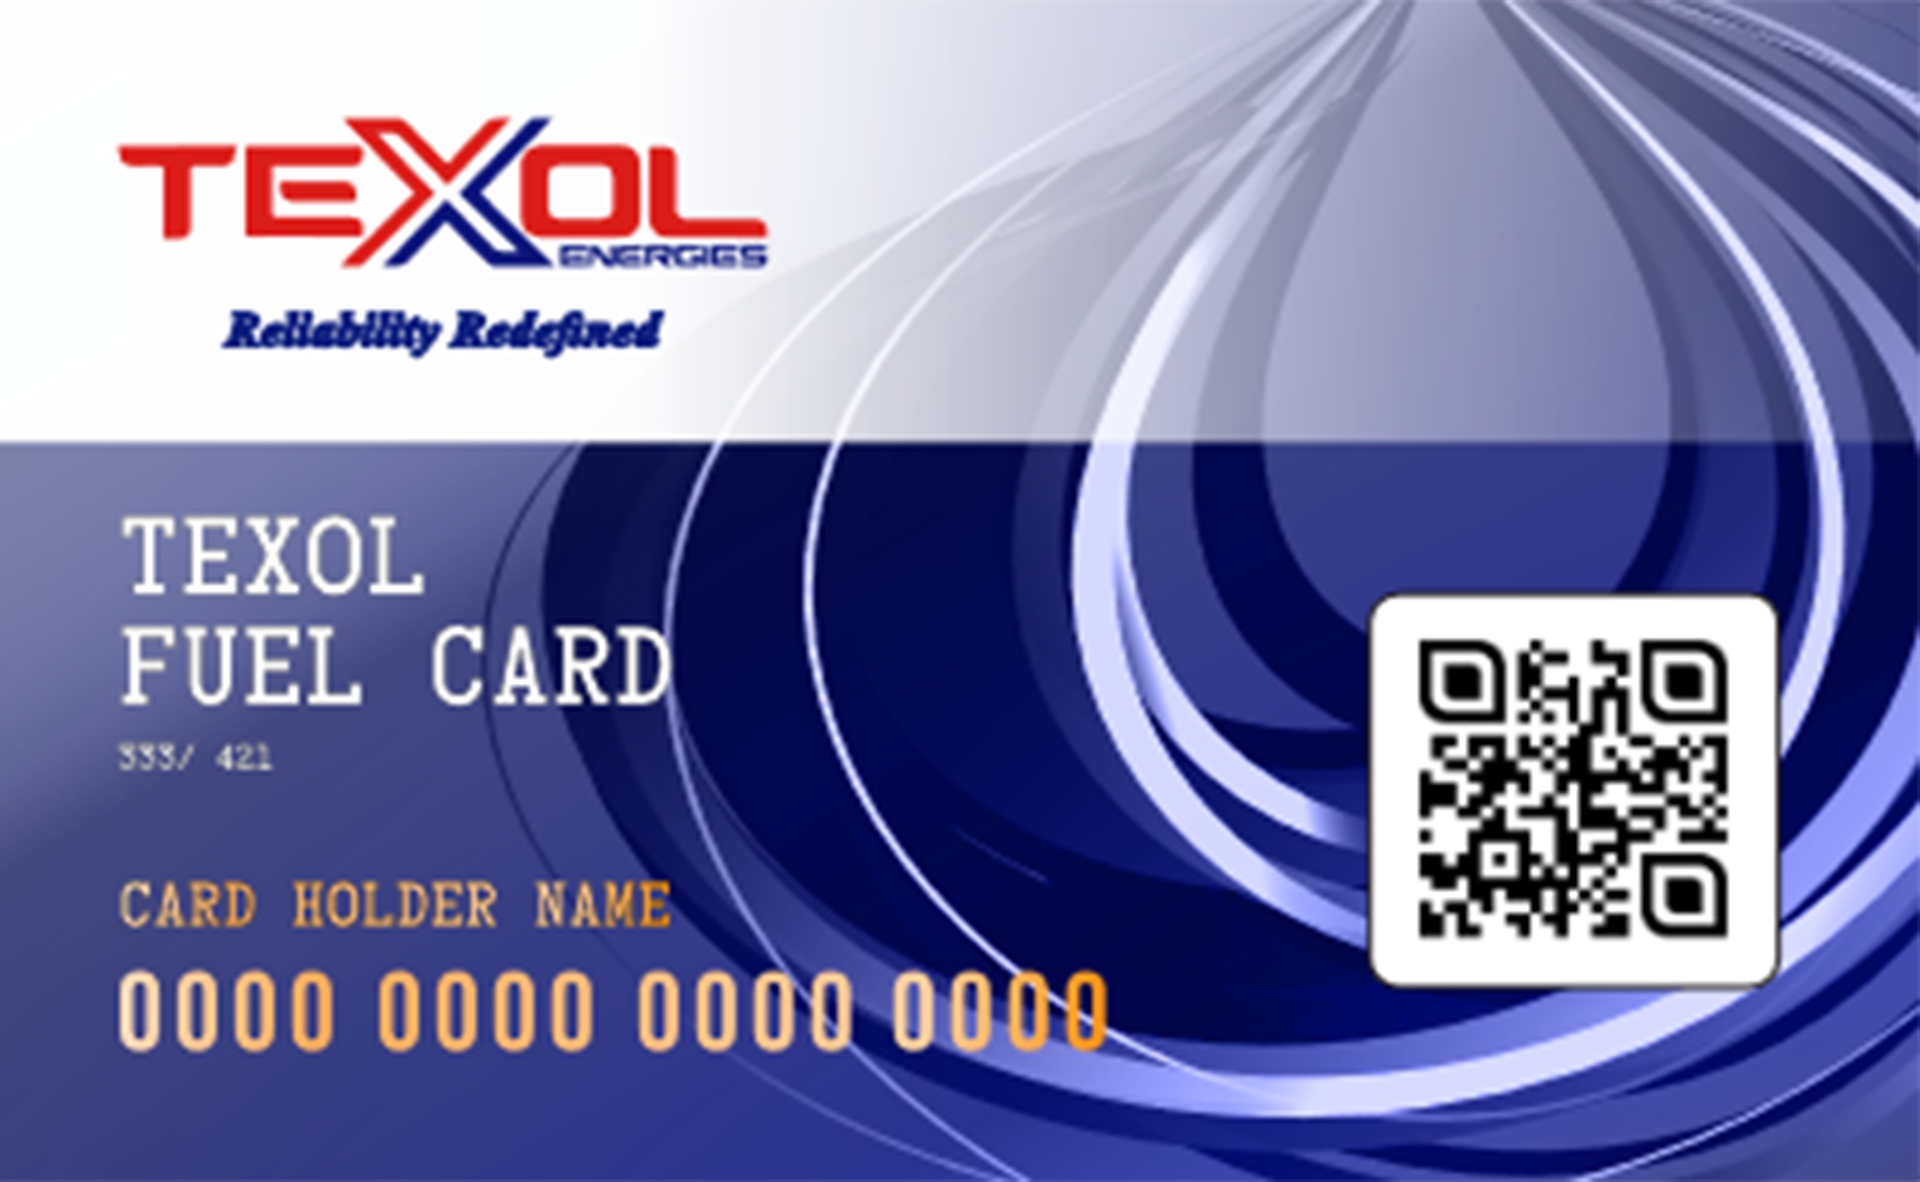 TEXOL
ENERGIES
Reliability Redefined
TEXOL
FUEL CARD
333/ 421
CARD HOLDER NAME
0000 0000 0000 0000